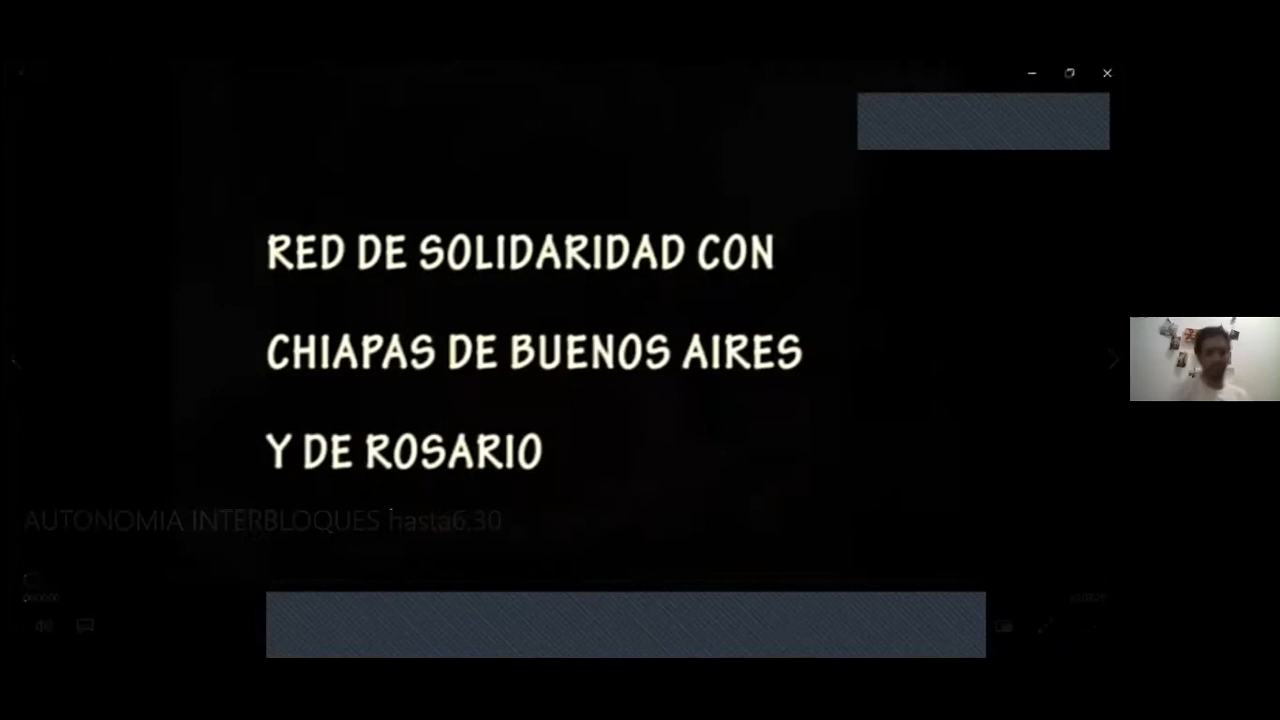 RED DE SOLIDARIDAD CON
CHIAPAS DE BUENOS AIRES
Y DE ROSARIO
AUTONOMIA INTERBLOQUES hasta6.30